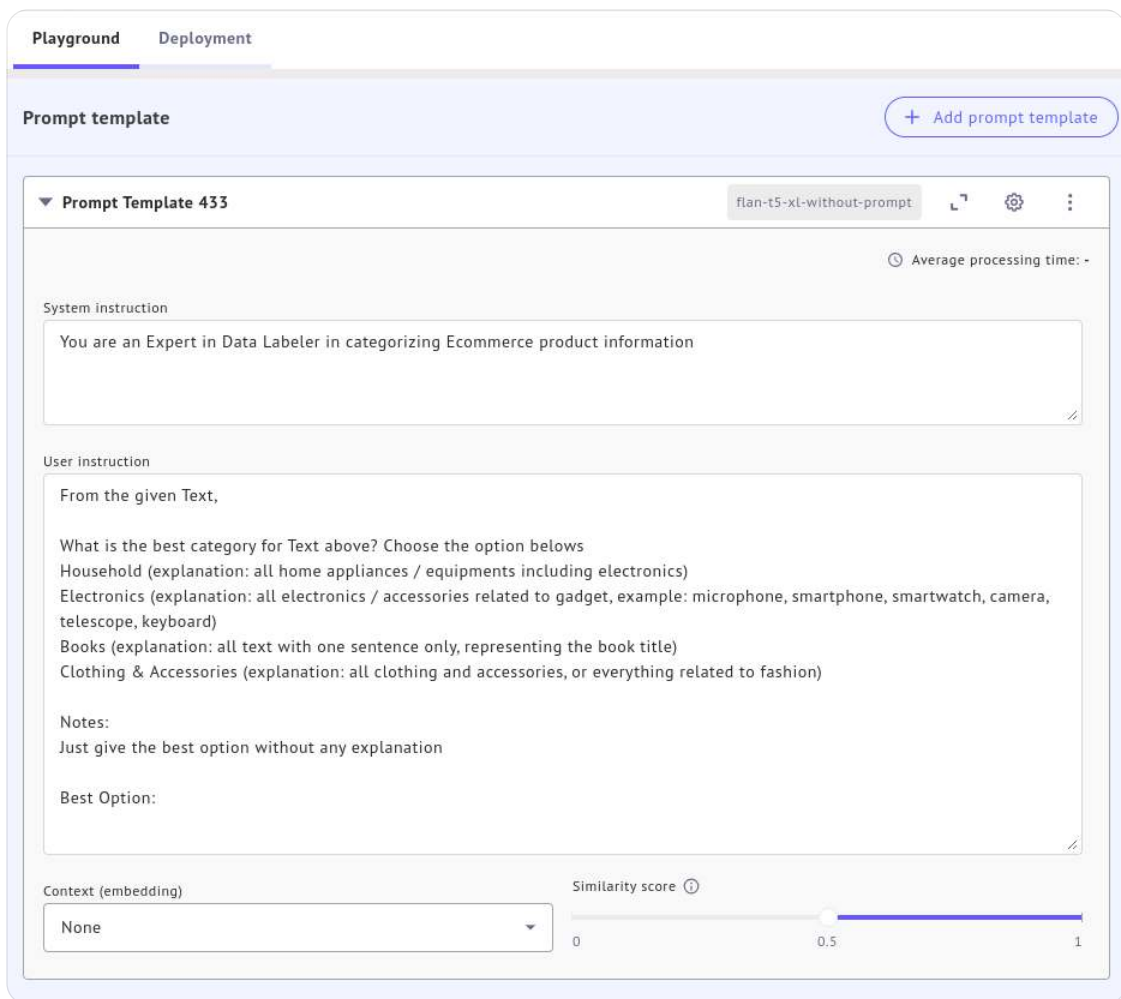 Playground Deployment
Prompt template
+ Add prompt template
Prompt Template 433
flan-t5-xl-without-prompt
Average processing time: -
System instruction
You are an Expert in Data Labeler in categorizing Ecommerce product information
User instruction
From the given Text,
What is the best category for Text above? Choose the option belows
Household (explanation: all home appliances / equipments including electronics)
Electronics (explanation: all electronics / accessories related to gadget, example: microphone, smartphone, smartwatch, camera,
telescope, keyboard)
Books (explanation: all text with one sentence only, representing the book title)
Clothing & Accessories (explanation: all clothing and accessories, or everything related to fashion)
Notes:
Just give the best option without any explanation
Best Option:
Context (embedding)
None
Similarity score
0 0.5 1